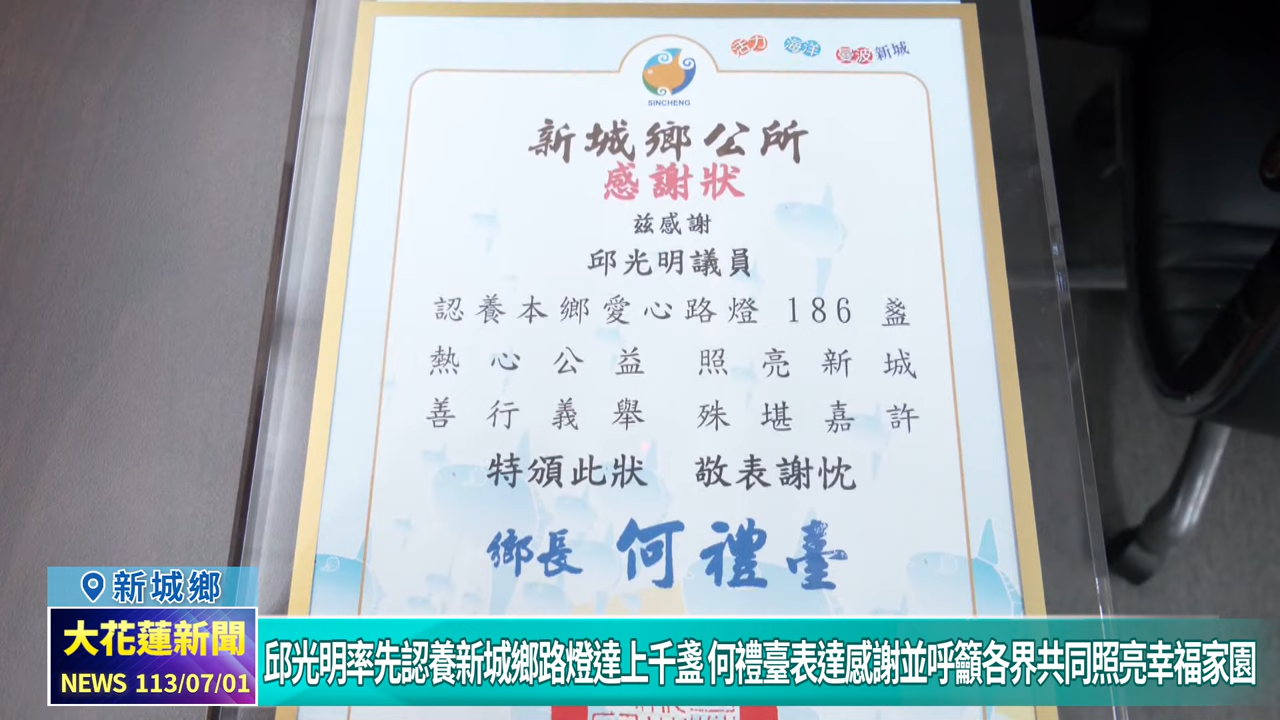 活力 海洋 曼波新城
SINCHENG
新城鄉公所
感謝狀
茲感謝
邱光明議員
認養本鄉愛心路燈 186 盞
熱心公益 照亮新城
善行義舉 殊堪嘉許
特頒此狀 敬表謝忱
鄉長 何禮臺
新城鄉
大花蓮新聞
NEWS 113/07/01
邱光明率先認養新城鄉路燈達上千盞 何禮臺表達感謝並呼籲各界共同照亮幸福家園